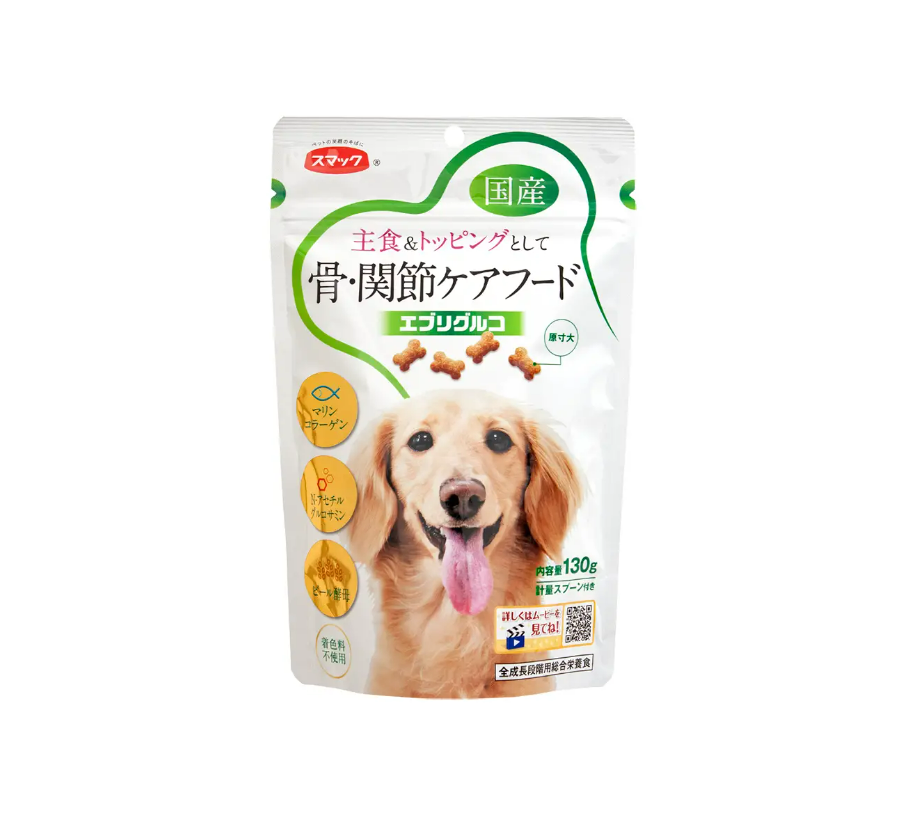 ペットの笑顔のそばに
スマック®
国産
主食&トッピングとして
骨・関節ケアフード
エブリグルコ
原寸大
マリン
コラーゲン
N-アセチル
グルコサミン
ビール酵母
着色料
不使用
内容量130g
計量スプーン付き
詳しくはムービーを
見てね!
全成長段階用総合栄養食